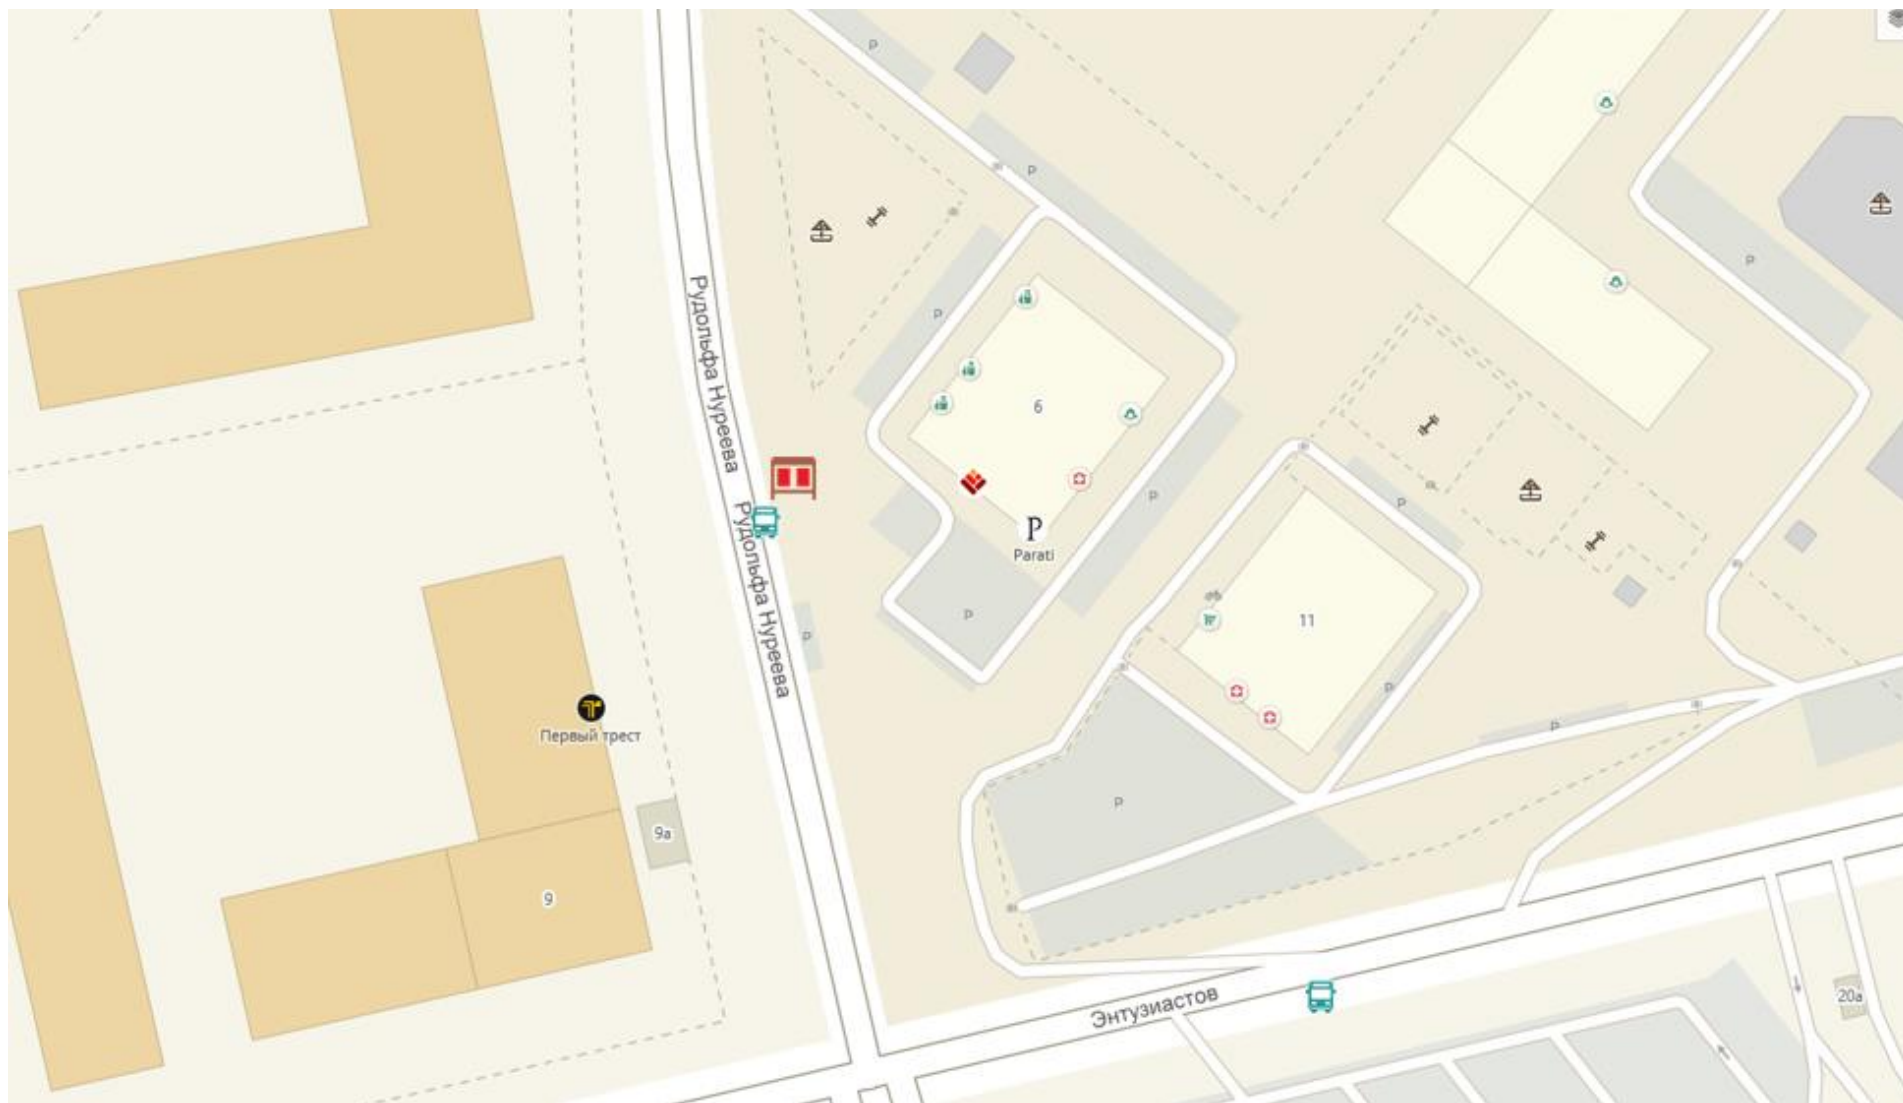 P
P
P
Рудольфа Нуреева
P
6
P
P
Рудольфа Нуреева
P
Parati
P
P
11
P
P
Первый трест
P
P
9а
9
Энтузиастов
20а